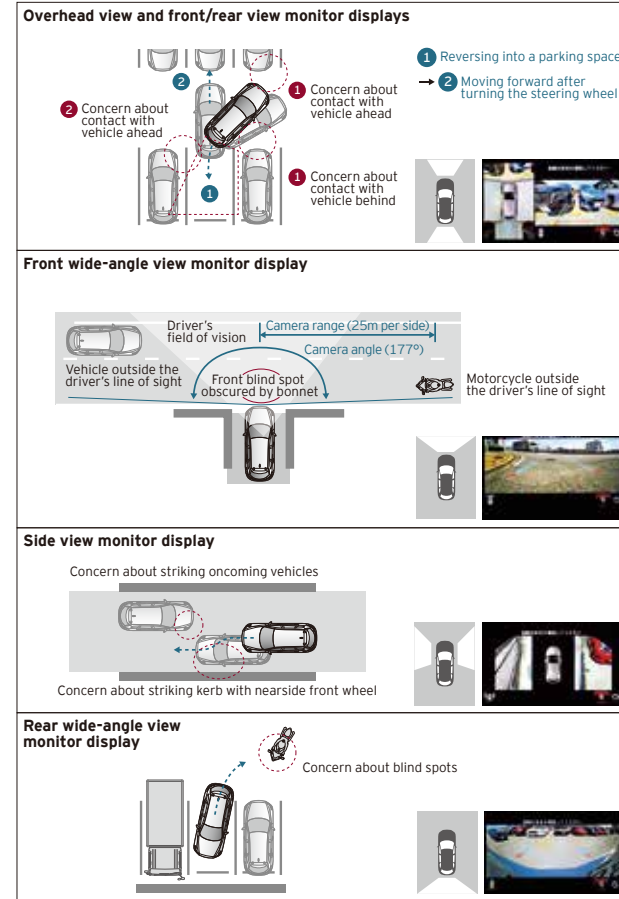 Overhead view and front/rear view monitor displays
1 Reversing into a parking space
→ 2 Moving forward after
turning the steering wheel
2
1 Concern about
contact with
vehicle ahead
2 Concern about
contact with
vehicle ahead
1 Concern about
contact with
vehicle behind
1
Front wide-angle view monitor display
Driver's
field of vision
Camera range (25m per side)
Camera angle (177°)
Vehicle outside the
driver's line of sight
Front blind spot
obscured by bonnet
Motorcycle outside
the driver's line of sight
Side view monitor display
Concern about striking oncoming vehicles
Concern about striking kerb with nearside front wheel
Rear wide-angle view
monitor display
Concern about blind spots